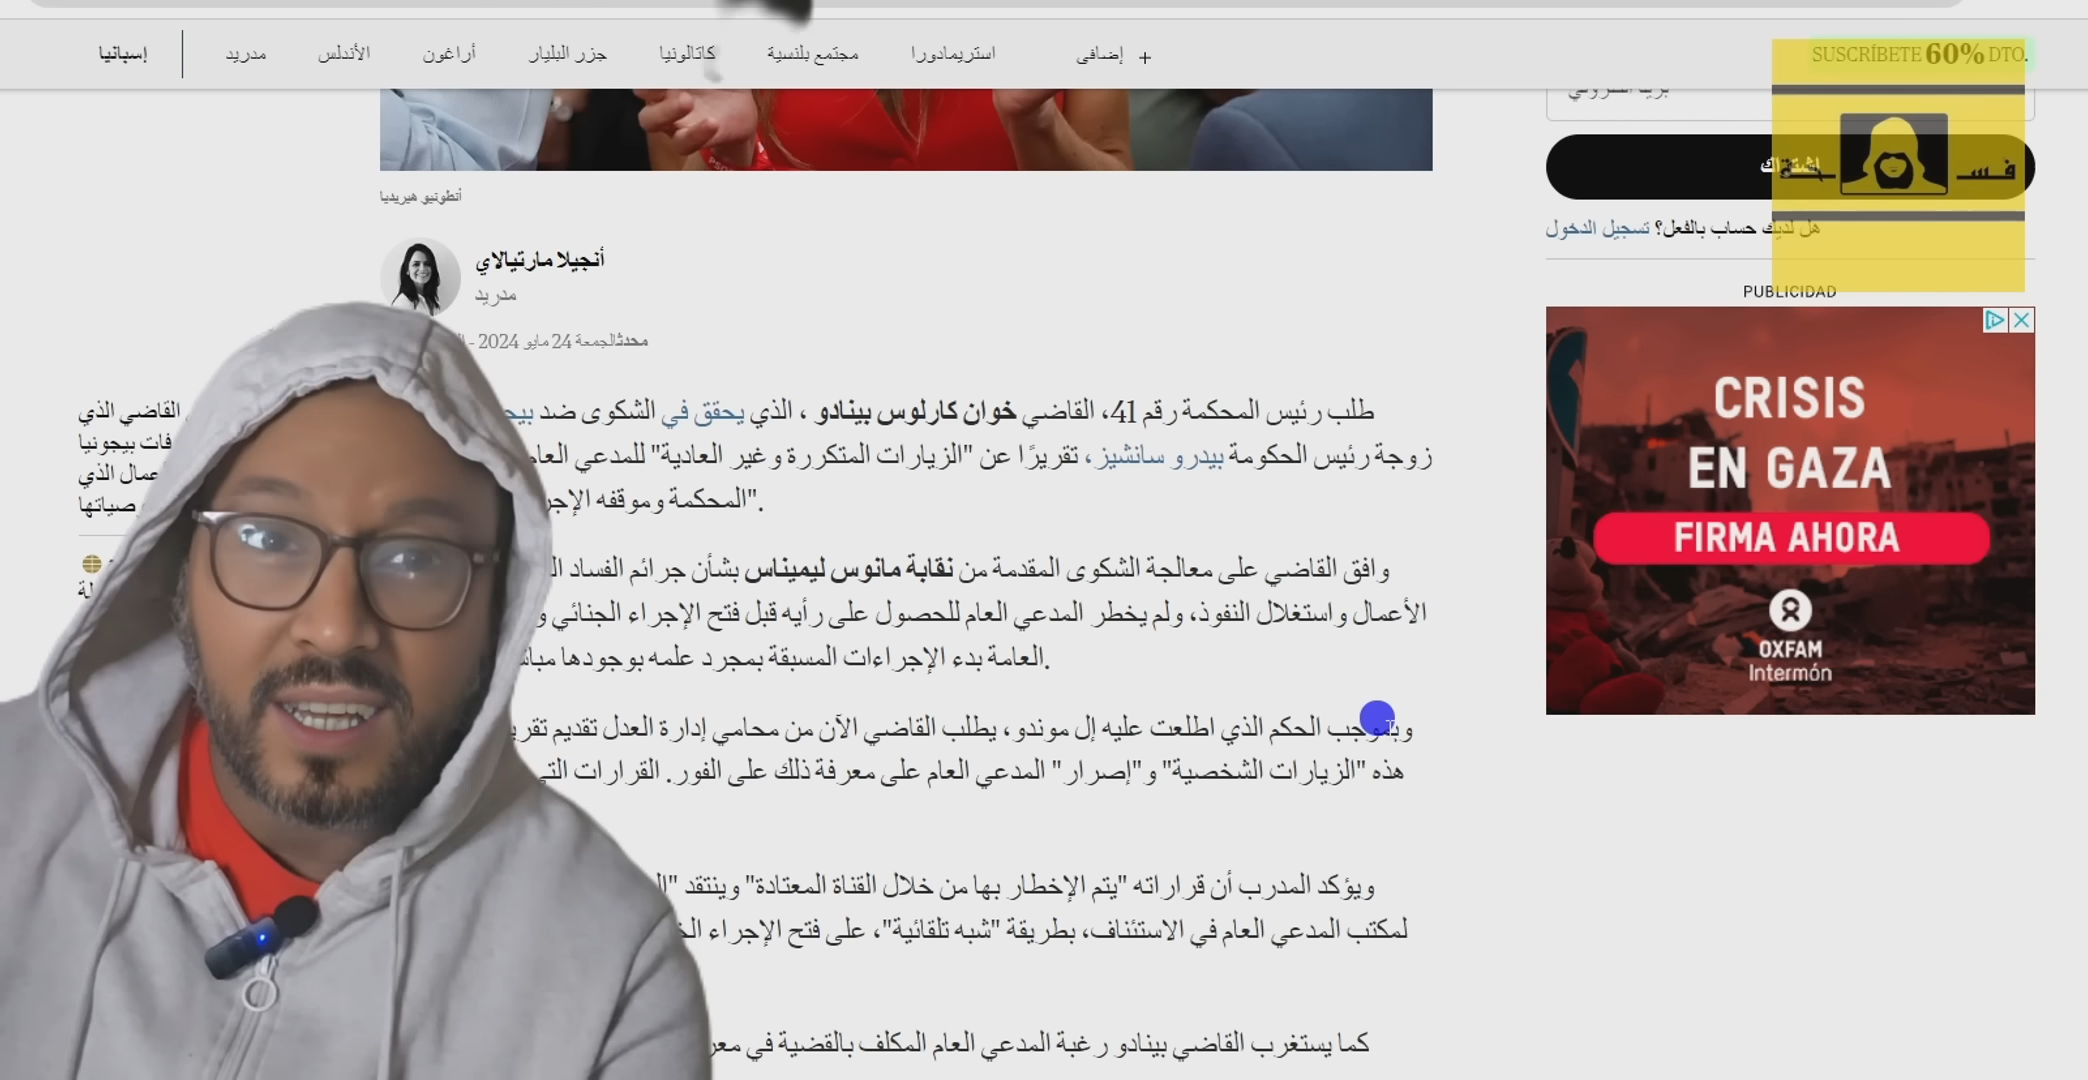 إسبانيا
مدريد
الأندلس
أراغون
جزر البليار
كاتالونيا
مجتمع بلنسية
استريمادورا
إضافى +
SUSCRÍBETE 60% DTO.
أنطونيو هيريديا
أنجيلا مارتيالاي
مدريد
محدثالجمعة 24 مايو 2024 -
طلب رئيس المحكمة رقم 41، القاضي خوان كارلوس بينادو ، الذي يحقق في الشكوى ضد
زوجة رئيس الحكومة بيدرو سانشيز، تقريرًا عن "الزيارات المتكررة وغير العادية" للمدعي
المحكمة وموقفه".
وافق القاضي على معالجة الشكوى المقدمة من نقابة مانوس ليميناس بشأن جرائم الفساد
الأعمال واستغلال النفوذ، ولم يخطر المدعي العام للحصول على رأيه قبل فتح الإجراء الجنائي
العامة بدء الإجراءات المسبقة بمجرد علمه بوجودها.
وبموجب الحكم الذي اطلعت عليه إل موندو، يطلب القاضي الآن من محامي إدارة العدل تقديم
هذه "الزيارات الشخصية" و"إصرار" المدعي العام على معرفة ذلك على الفور. القرارات
ويؤكد المدرب أن قراراته "يتم الإخطار بها من خلال القناة المعتادة" وينتقد
لمكتب المدعي العام في الاستئناف، بطريقة "شبه تلقائية"، على فتح الإجراء
كما يستغرب القاضي بينادو رغبة المدعي العام المكلف بالقضية في
القاضي الذي
بيجونيا
الذي
اشتراك
فسحة
هل لديك حساب بالفعل؟ تسجيل الدخول
PUBLICIDAD
CRISIS
EN GAZA
FIRMA AHORA
OXFAM
Intermón